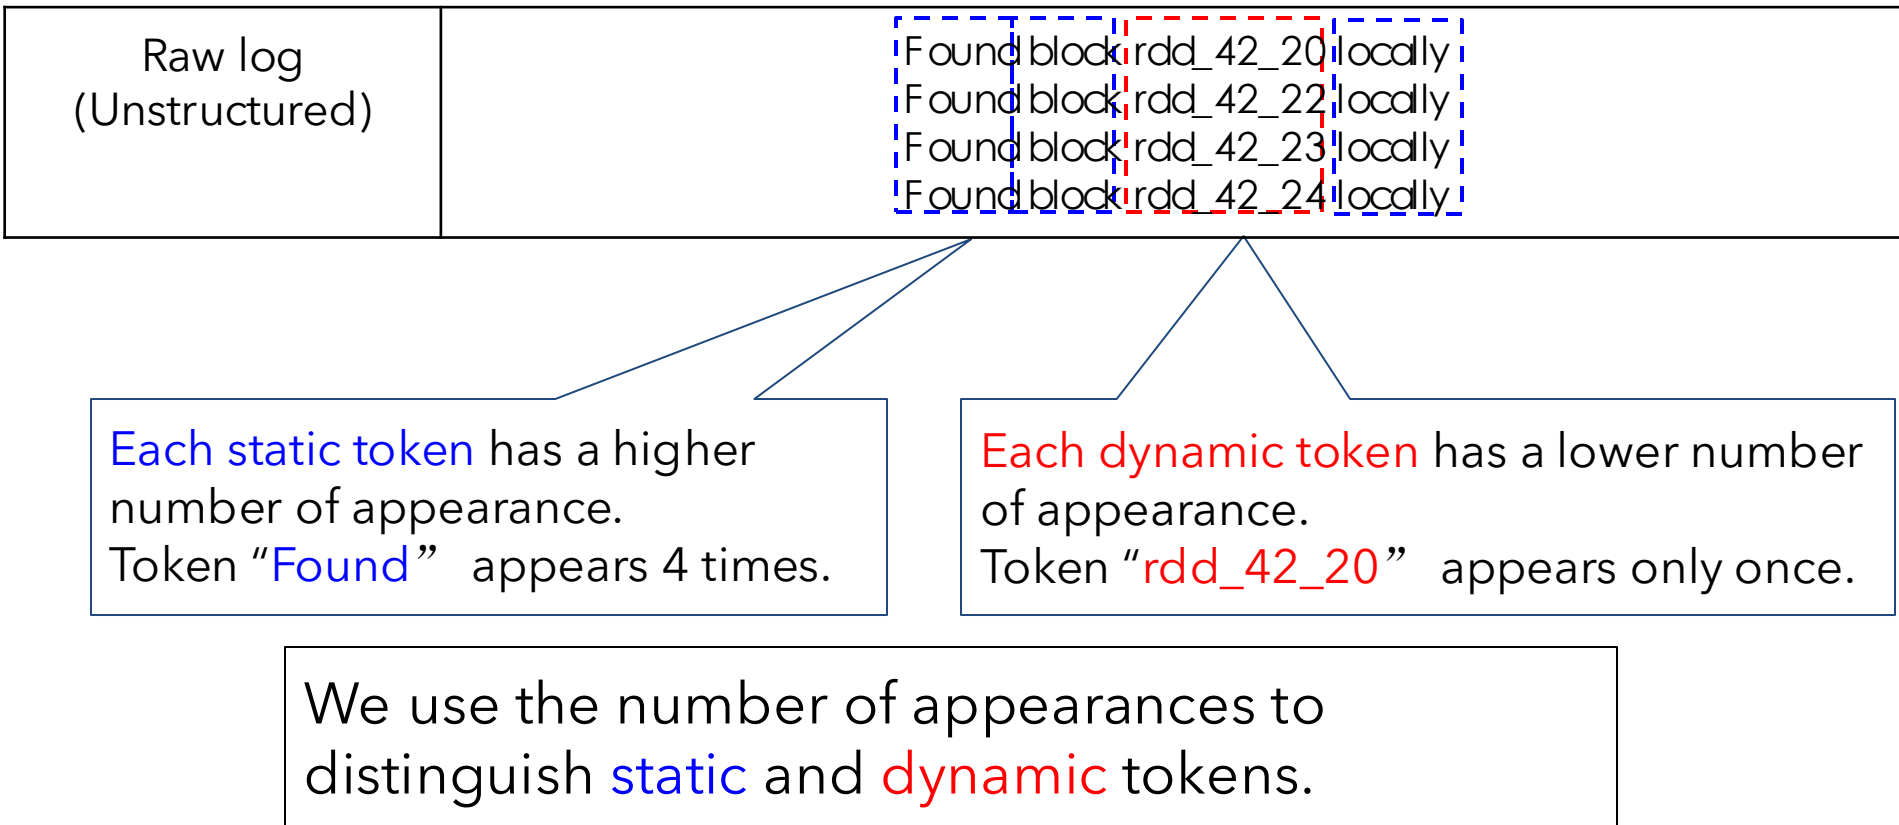 Raw log
(Unstructured)
Found block rdd_42_20 locally
Found block rdd_42_22 locally
Found block rdd_42_23 locally
Found block rdd_42_24 locally
Each static token has a higher
number of appearance.
Token “Found” appears 4 times.
Each dynamic token has a lower number
of appearance.
Token “rdd_42_20” appears only once.
We use the number of appearances to
distinguish static and dynamic tokens.